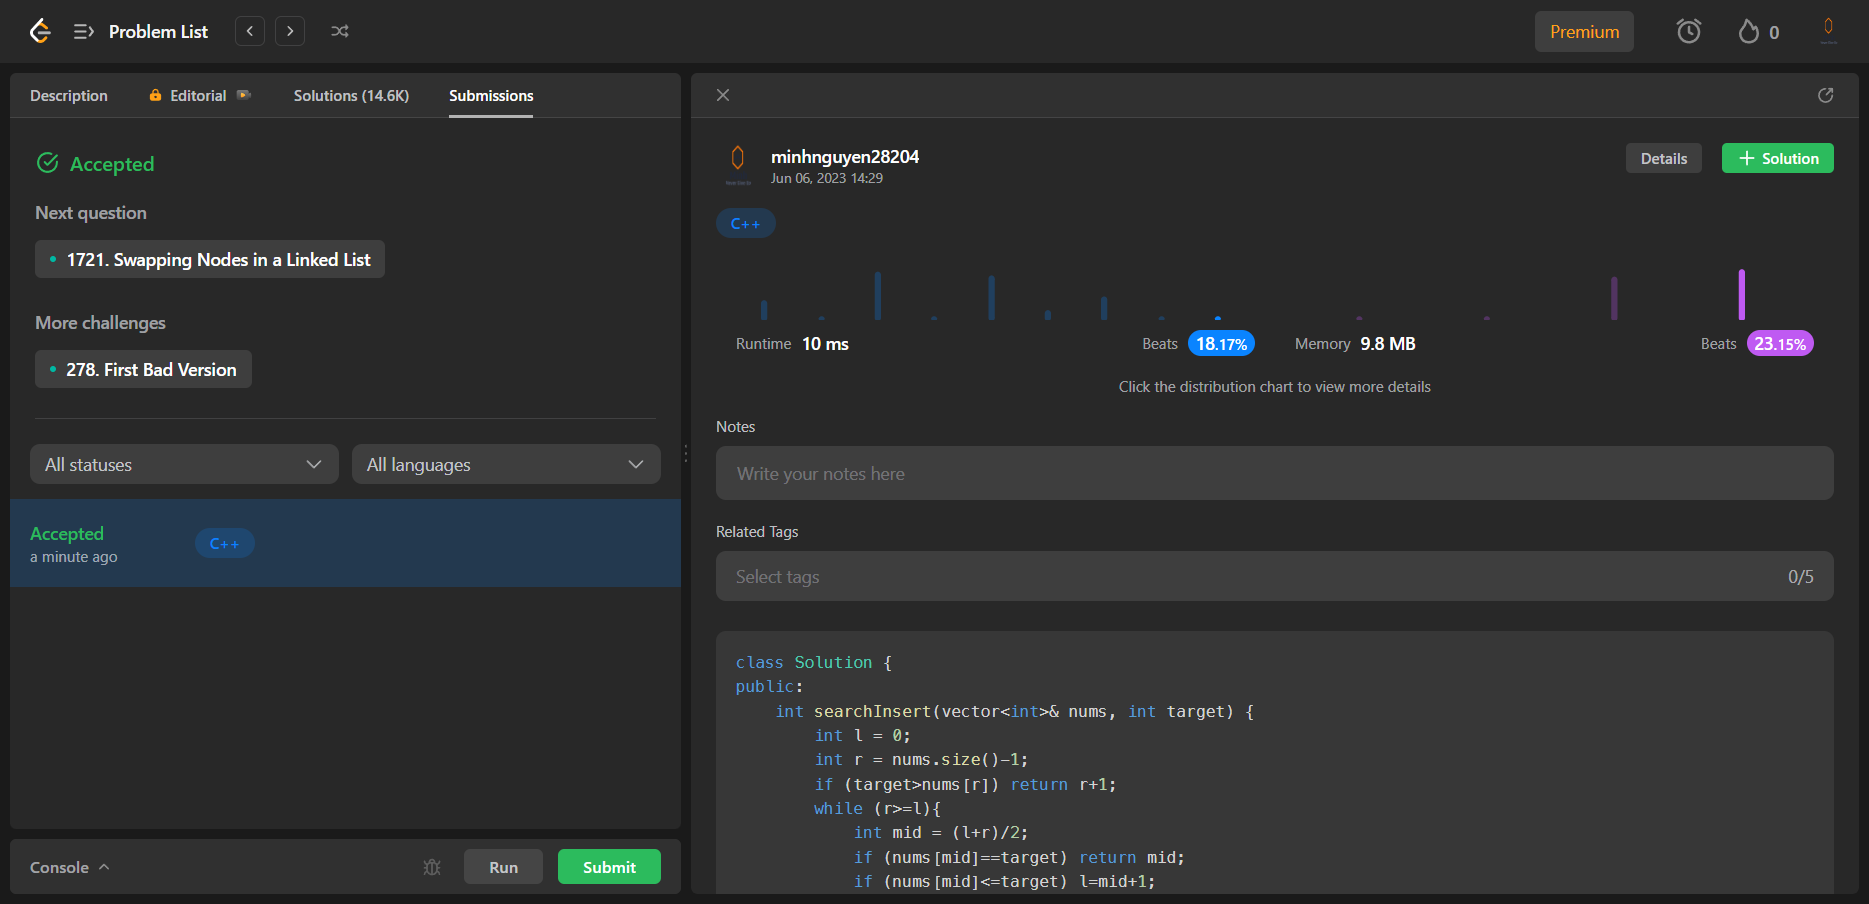 Problem List
Premium
0
Description
Editorial
Solutions (14.6K)
Submissions
Accepted
Next question
1721. Swapping Nodes in a Linked List
More challenges
278. First Bad Version
All statuses
All languages
Accepted
a minute ago
C++
Console
Run
Submit
minhnguyen28204
Jun 06, 2023 14:29
Details
Solution
C++
Runtime 10 ms
Beats 18.17%
Memory 9.8 MB
Beats 23.15%
Click the distribution chart to view more details
Notes
Write your notes here
Related Tags
Select tags
0/5
class Solution {
public:
    int searchInsert(vector<int>& nums, int target) {
        int l = 0;
        int r = nums.size()-1;
        if (target>nums[r]) return r+1;
        while (r>=l){
            int mid = (l+r)/2;
            if (nums[mid]==target) return mid;
            if (nums[mid]<=target) l=mid+1;